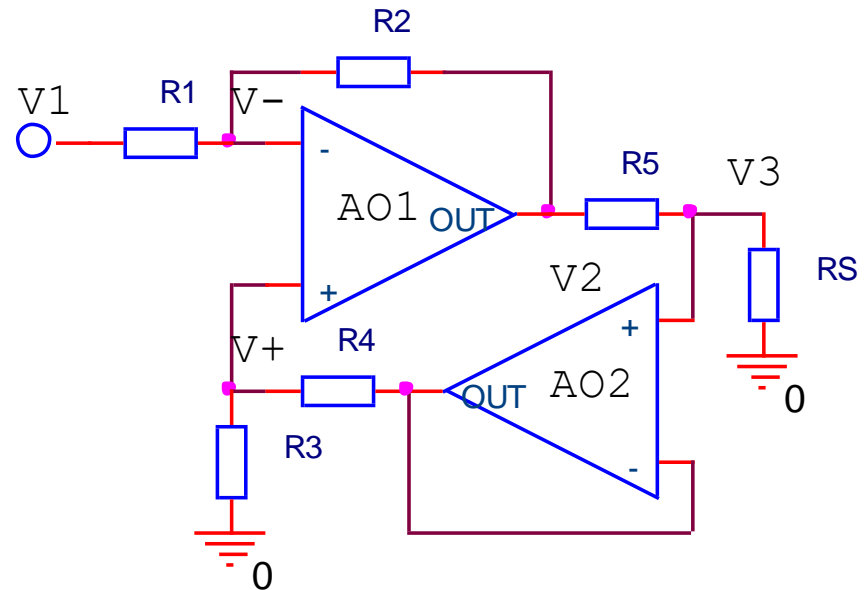 R2
V1
R1
V-
-
R5
V3
AO1
OUT
+
V2
RS
V+
R4
+
OUT
AO2
0
R3
-
0